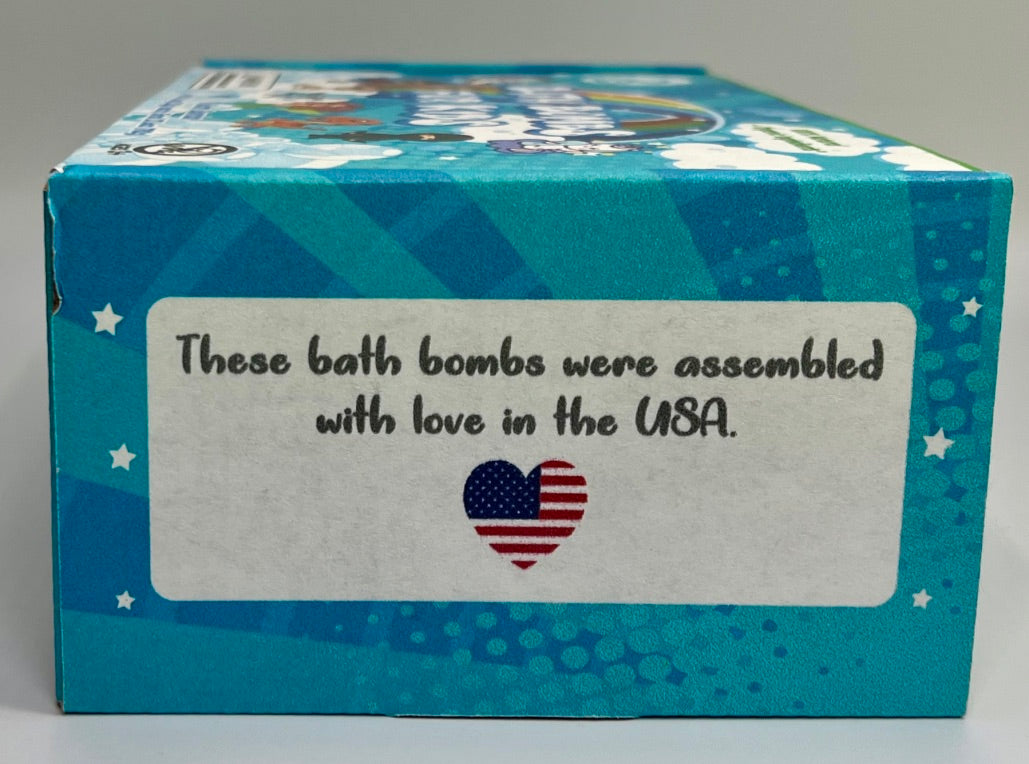 These bath bombs were assembled
with love in the USA.